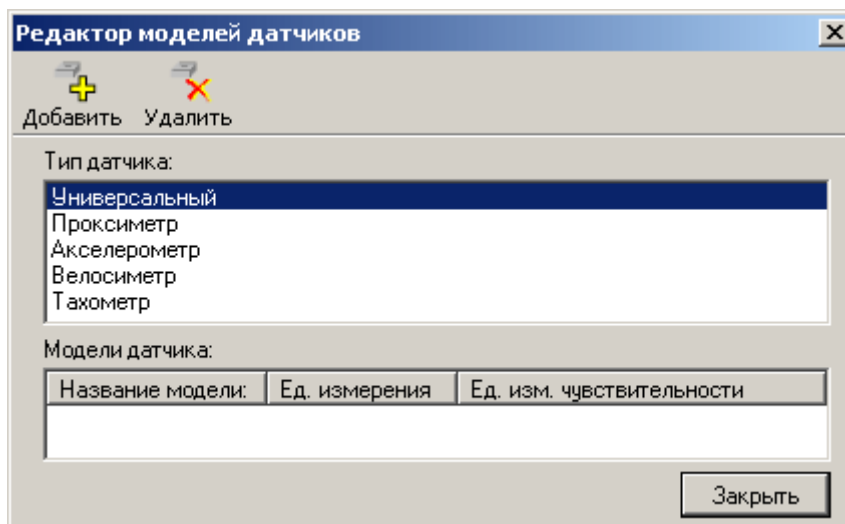 Редактор моделей датчиков
Добавить Удалить
Тип датчика:
Универсальный
Проксиметр
Акселерометр
Велосиметр
Тахометр
Модели датчика:
Название модели: Ед. измерения Ед. изм. чувствительности
Закрыть